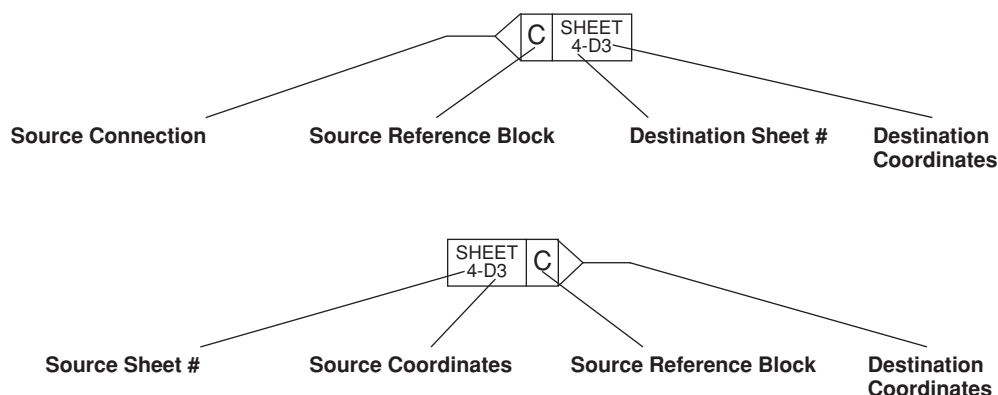 C
SHEET
4-D3
Source Connection
Source Reference Block
Destination Sheet #
Destination
Coordinates
SHEET
4-D3
C
Source Sheet #
Source Coordinates
Source Reference Block
Destination
Coordinates